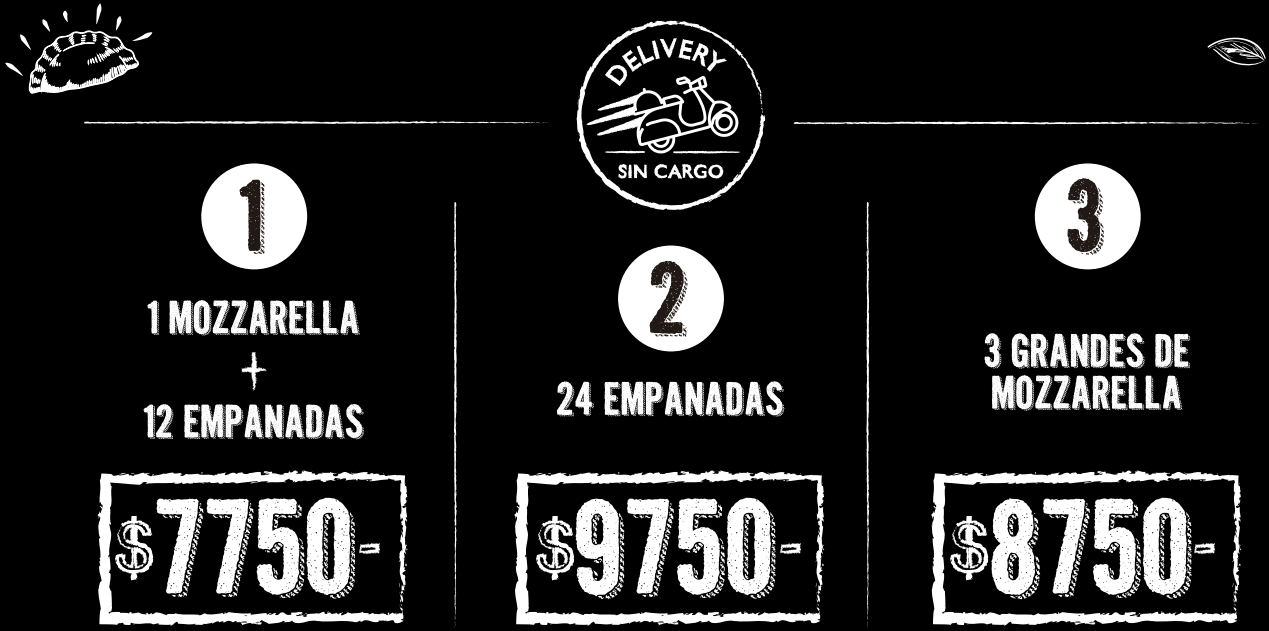 DELIVERY
SIN CARGO
1
1 MOZZARELLA
+
12 EMPANADAS
$7750-
2
24 EMPANADAS
$9750-
3
3 GRANDES DE
MOZZARELLA
$8750-